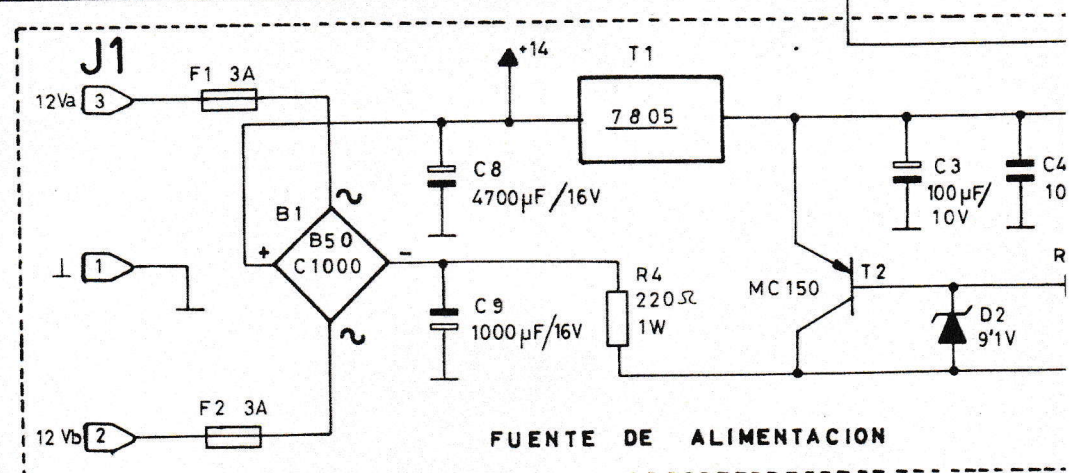 J1
F1 3A
12Va 3
+14
T1
7805
C8
4700µF/16V
C3
100µF/
10V
C4
10
B1
B50
C1000
+
-
∼
∼
⊥ 1
C9
1000µF/16V
R4
220Ω
1W
MC150
T2
R
D2
9'1V
F2 3A
12 Vb 2
FUENTE DE ALIMENTACION